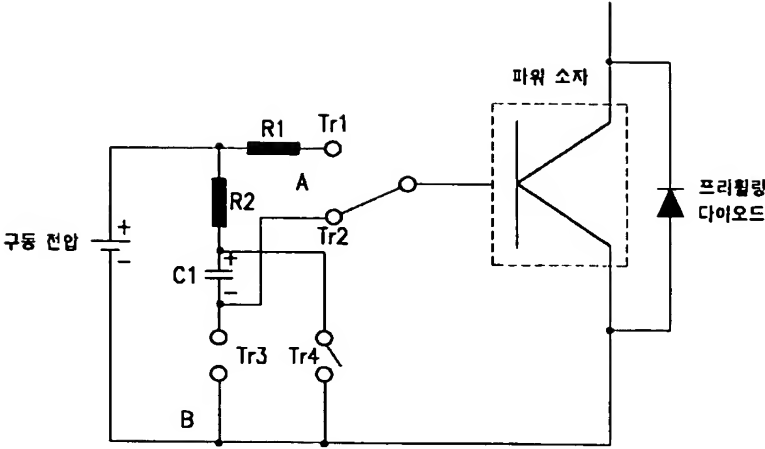 파워 소자
R1
Tr1
A
R2
프리휠링
다이오드
+
구동 전압
-
Tr2
+
C1
-
Tr3
Tr4
B